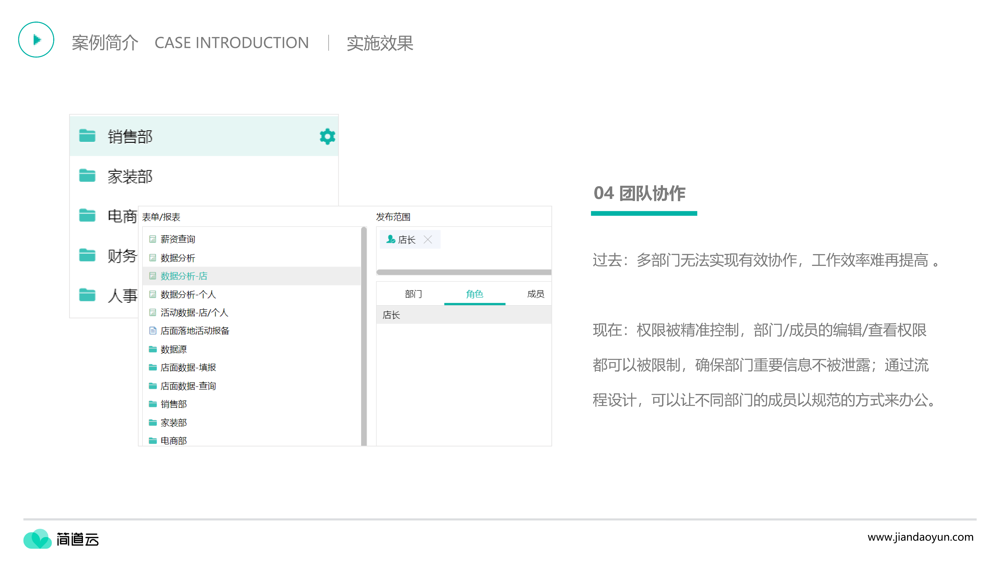 案例简介 CASE INTRODUCTION 实施效果
销售部
家装部
电商
财务
人事
表单/报表
薪资查询
数据分析
数据分析-店
数据分析-个人
活动数据-店/个人
店面落地活动报备
数据源
店面数据-填报
店面数据-查询
销售部
家装部
电商部
发布范围
店长
部门 角色 成员
店长
04 团队协作
过去：多部门无法实现有效协作，工作效率难再提高 。
现在：权限被精准控制，部门/成员的编辑/查看权限
都可以被限制，确保部门重要信息不被泄露；通过流
程设计，可以让不同部门的成员以规范的方式来办公。
简道云
www.jiandaoyun.com